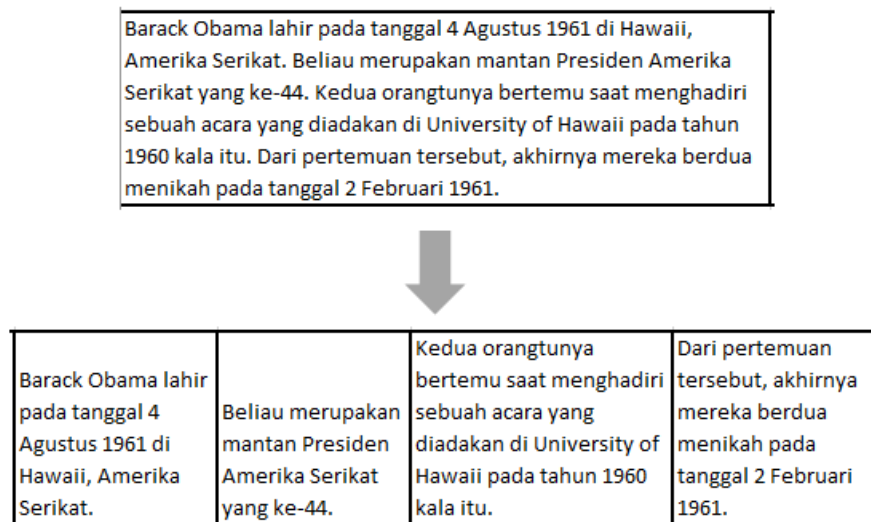 Barack Obama lahir pada tanggal 4 Agustus 1961 di Hawaii,
Amerika Serikat. Beliau merupakan mantan Presiden Amerika
Serikat yang ke-44. Kedua orangtunya bertemu saat menghadiri
sebuah acara yang diadakan di University of Hawaii pada tahun
1960 kala itu. Dari pertemuan tersebut, akhirnya mereka berdua
menikah pada tanggal 2 Februari 1961.
Barack Obama lahir
pada tanggal 4
Agustus 1961 di
Hawaii, Amerika
Serikat.
Beliau merupakan
mantan Presiden
Amerika Serikat
yang ke-44.
Kedua orangtunya
bertemu saat menghadiri
sebuah acara yang
diadakan di University of
Hawaii pada tahun 1960
kala itu.
Dari pertemuan
tersebut, akhirnya
mereka berdua
menikah pada
tanggal 2 Februari
1961.